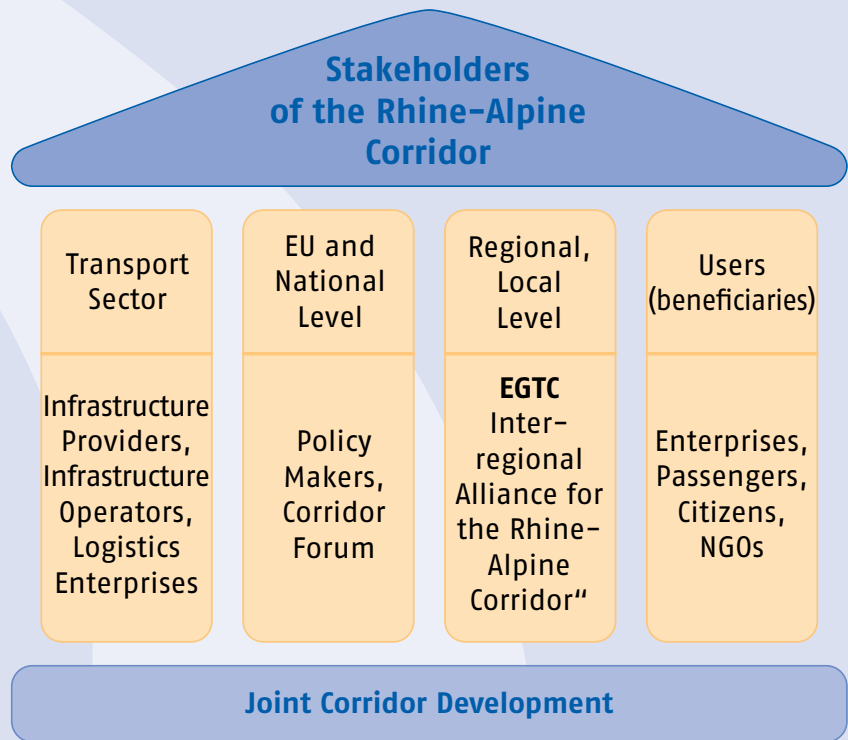 Stakeholders
of the Rhine–Alpine
Corridor
Transport
Sector
EU and
National
Level
Regional,
Local
Level
Users
(beneficiaries)
Infrastructure
Providers,
Infrastructure
Operators,
Logistics
Enterprises
Policy
Makers,
Corridor
Forum
EGTC
Inter–
regional
Alliance for
the Rhine–
Alpine
Corridor“
Enterprises,
Passengers,
Citizens,
NGOs
Joint Corridor Development